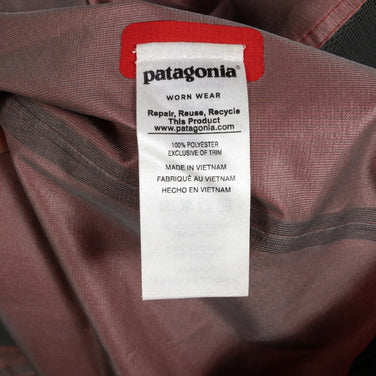 patagonia®
WORN WEAR
Repair, Reuse, Recycle
This Product
www.patagonia.com
100% POLYESTER
EXCLUSIVE OF TRIM
MADE IN VIETNAM
FABRIQUÉ AU VIETNAM
HECHO EN VIETNAM